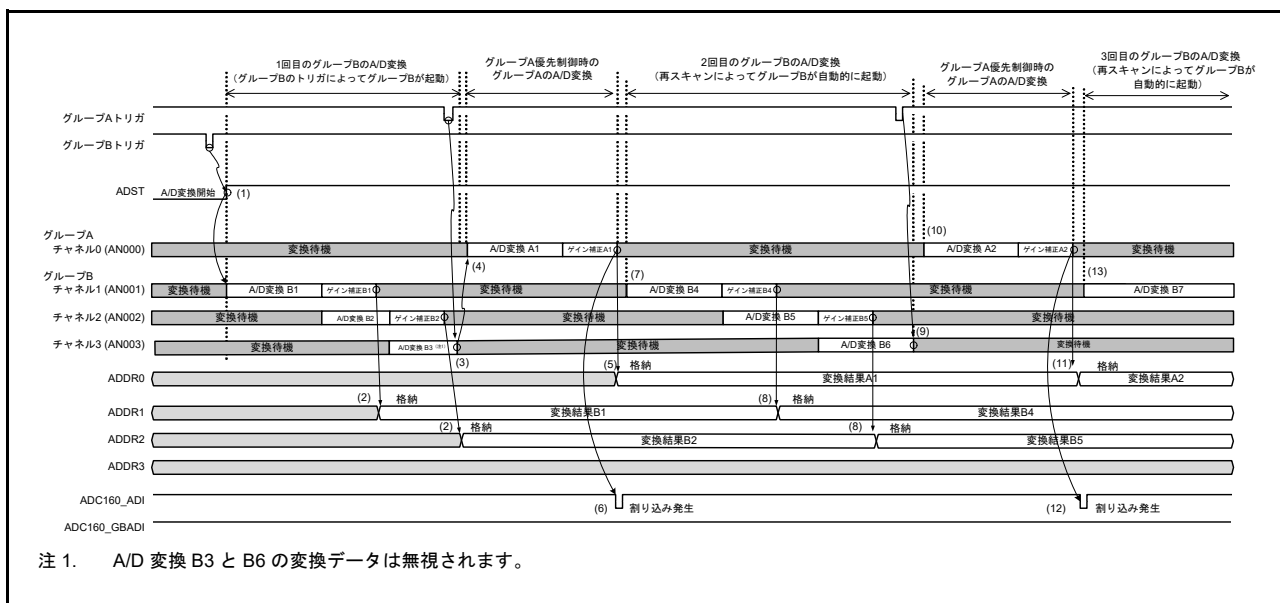 1回目のグループBのA/D変換
（グループBのトリガによってグループBが起動）
グループA優先制御時の
グループAのA/D変換
2回目のグループBのA/D変換
（再スキャンによってグループBが自動的に起動）
グループA優先制御時の
グループAのA/D変換
3回目のグループBのA/D変換
（再スキャンによってグループBが
自動的に起動）
グループAトリガ
グループBトリガ
ADST A/D変換開始 (1)
グループA
チャネル0 (AN000) 変換待機 A/D変換 A1 ゲイン補正A1 変換待機 (10) A/D変換 A2 ゲイン補正A2 変換待機
(4) (7) (13)
グループB
チャネル1 (AN001) 変換待機 A/D変換 B1 ゲイン補正B1 変換待機 A/D変換 B4 ゲイン補正B4 変換待機 A/D変換 B7
チャネル2 (AN002) 変換待機 A/D変換 B2 ゲイン補正B2 変換待機 A/D変換 B5 ゲイン補正B5 変換待機
(9)
チャネル3 (AN003) 変換待機 A/D変換 B3（注1） 変換待機 A/D変換 B6 変換待機
(3)
ADDR0 (5) 格納 変換結果A1 (11) 格納 変換結果A2
ADDR1 (2) 格納 変換結果B1 (8) 格納 変換結果B4
ADDR2 (2) 格納 変換結果B2 (8) 格納 変換結果B5
ADDR3
ADC160_ADI (6) 割り込み発生 (12) 割り込み発生
ADC160_GBADI
注 1. A/D 変換 B3 と B6 の変換データは無視されます。